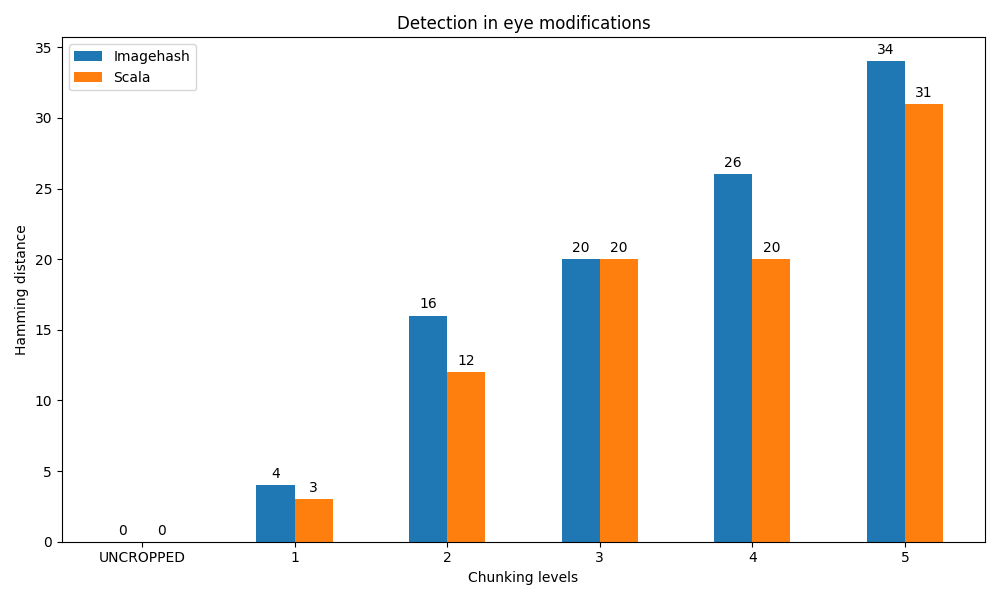 Detection in eye modifications
Imagehash
Scala
Hamming distance
35
30
25
20
15
10
5
0
0 0
4 3
16 12
20 20
26 20
34 31
UNCROPPED 1 2 3 4 5
Chunking levels